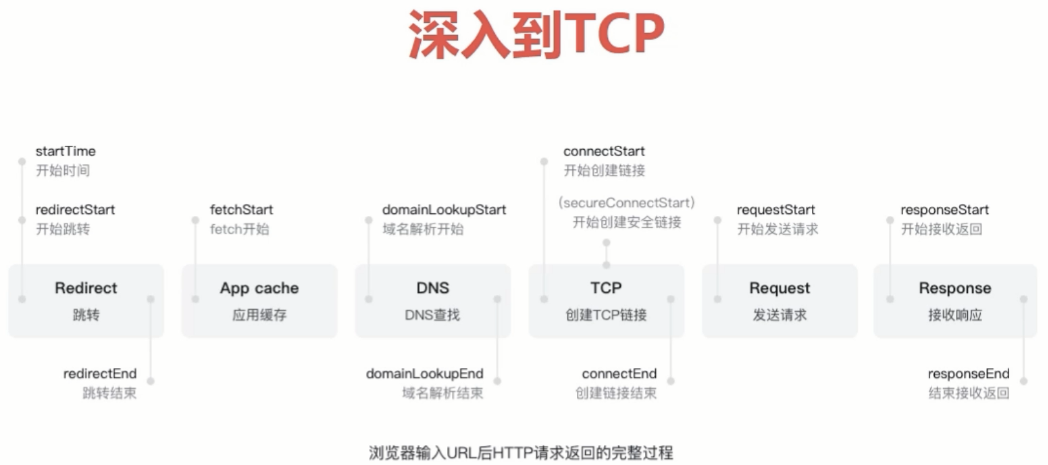 深入到TCP
startTime
开始时间
redirectStart
开始跳转
fetchStart
fetch开始
domainLookupStart
域名解析开始
connectStart
开始创建链接
(secureConnectStart)
开始创建安全链接
requestStart
开始发送请求
responseStart
开始接收返回
Redirect
跳转
App cache
应用缓存
DNS
DNS查找
TCP
创建TCP链接
Request
发送请求
Response
接收响应
redirectEnd
跳转结束
domainLookupEnd
域名解析结束
connectEnd
创建链接结束
responseEnd
结束接收返回
浏览器输入URL后HTTP请求返回的完整过程